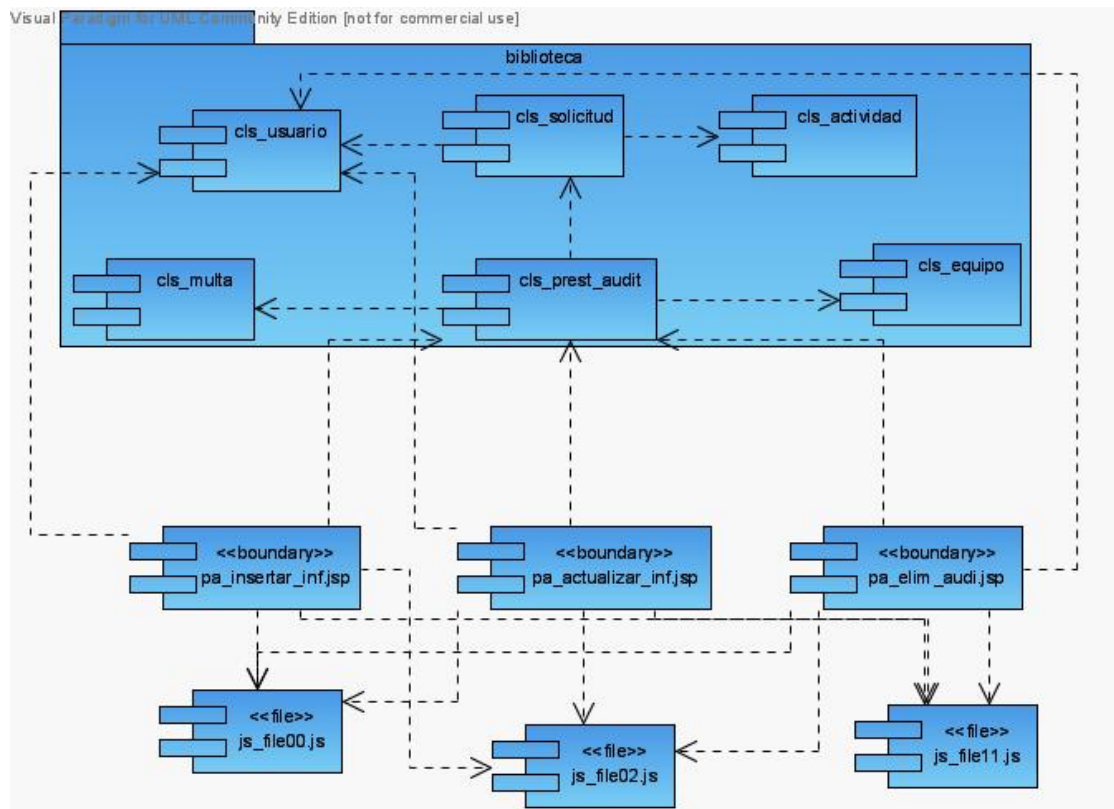 Visual Paradigm for UML Community Edition [not for commercial use]
biblioteca
cls_usuario
cls_solicitud
cls_actividad
cls_multa
cls_prest_audit
cls_equipo
<<boundary>>
pa_insertar_inf.jsp
<<boundary>>
pa_actualizar_inf.jsp
<<boundary>>
pa_elim_audi.jsp
<<file>>
js_file00.js
<<file>>
js_file02.js
<<file>>
js_file11.js